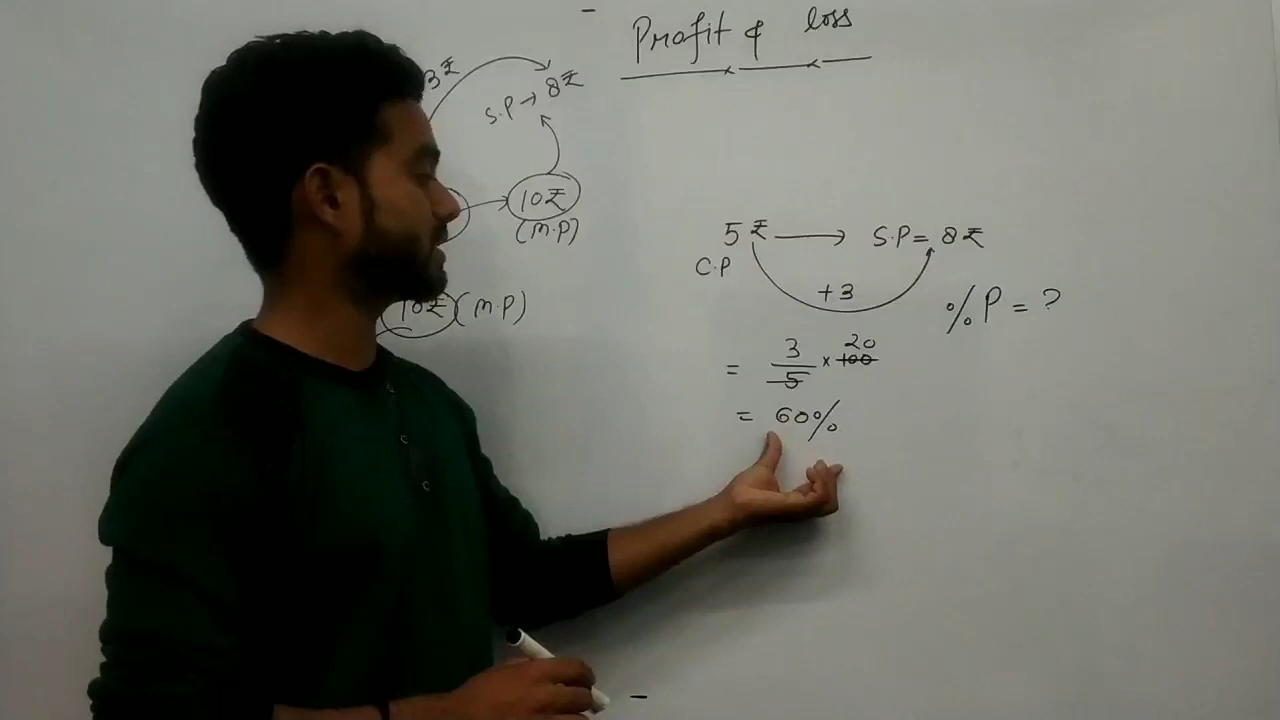 Profit & loss
3₹
S.P → 8₹
10₹
(M.P)
10₹ (M.P)
5₹ → S.P = 8₹
C.P
+3
% P = ?
= 3/5 × 100 20
= 60%